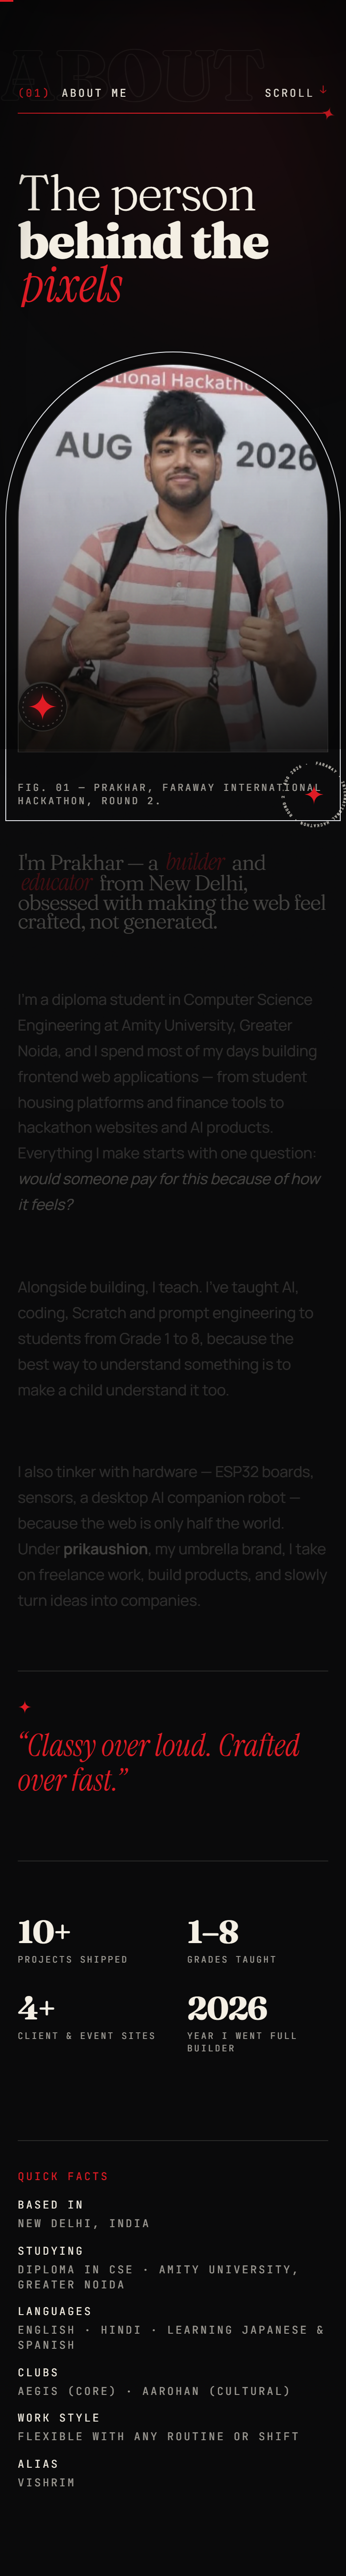 ABOUT
(01) ABOUT ME
SCROLL ↓
The person
behind the
pixels
tional Hackatho
AUG 2026
FIG. 01 — PRAKHAR, FARAWAY INTERNATIONAL
HACKATHON, ROUND 2.
I'm Prakhar — a builder and
educator from New Delhi,
obsessed with making the web feel
crafted, not generated.
I'm a diploma student in Computer Science
Engineering at Amity University, Greater
Noida, and I spend most of my days building
frontend web applications — from student
housing platforms and finance tools to
hackathon websites and AI products.
Everything I make starts with one question:
would someone pay for this because of how
it feels?
Alongside building, I teach. I've taught AI,
coding, Scratch and prompt engineering to
students from Grade 1 to 8, because the
best way to understand something is to
make a child understand it too.
I also tinker with hardware — ESP32 boards,
sensors, a desktop AI companion robot —
because the web is only half the world.
Under prikaushion, my umbrella brand, I take
on freelance work, build products, and slowly
turn ideas into companies.
“Classy over loud. Crafted
over fast.”
10+
PROJECTS SHIPPED
1–8
GRADES TAUGHT
4+
CLIENT & EVENT SITES
2026
YEAR I WENT FULL
BUILDER
QUICK FACTS
BASED IN
NEW DELHI, INDIA
STUDYING
DIPLOMA IN CSE · AMITY UNIVERSITY,
GREATER NOIDA
LANGUAGES
ENGLISH · HINDI · LEARNING JAPANESE &
SPANISH
CLUBS
AEGIS (CORE) · AAROHAN (CULTURAL)
WORK STYLE
FLEXIBLE WITH ANY ROUTINE OR SHIFT
ALIAS
VISHRIM